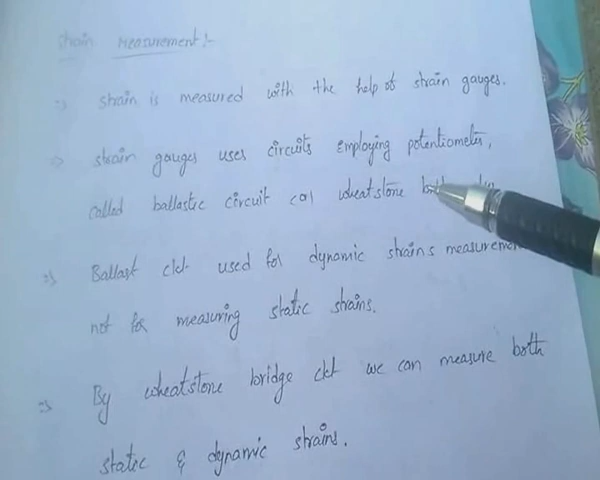 Strain Measurement:-
⇒ strain is measured with the help of strain gauges.
⇒ strain gauges uses circuits employing potentiometer,
called ballastic circuit (or) wheatstone
⇒ Ballast ckt used for dynamic strains measurement
not for measuring static strains.
⇒ By wheatstone bridge ckt we can measure both
static & dynamic strains.